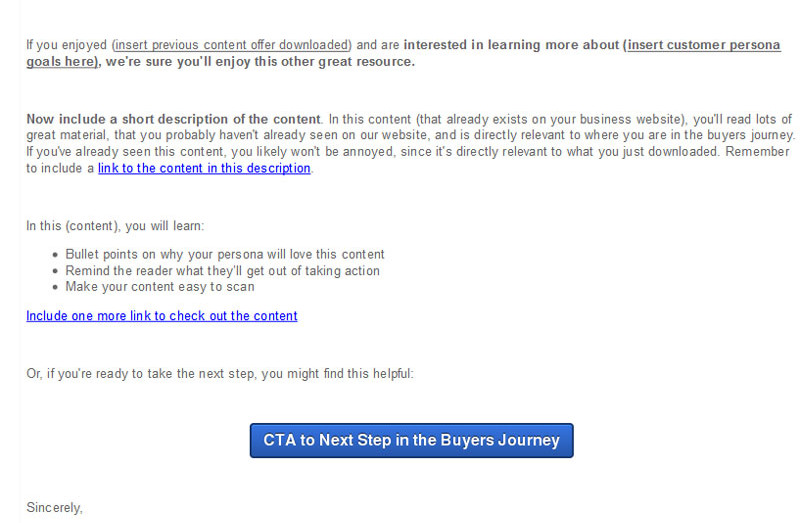 If you enjoyed (insert previous content offer downloaded) and are interested in learning more about (insert customer persona
goals here), we're sure you'll enjoy this other great resource.
Now include a short description of the content. In this content (that already exists on your business website), you'll read lots of
great material, that you probably haven't already seen on our website, and is directly relevant to where you are in the buyers journey.
If you've already seen this content, you likely won't be annoyed, since it's directly relevant to what you just downloaded. Remember
to include a link to the content in this description.
In this (content), you will learn:
• Bullet points on why your persona will love this content
• Remind the reader what they'll get out of taking action
• Make your content easy to scan
Include one more link to check out the content
Or, if you're ready to take the next step, you might find this helpful:
CTA to Next Step in the Buyers Journey
Sincerely,